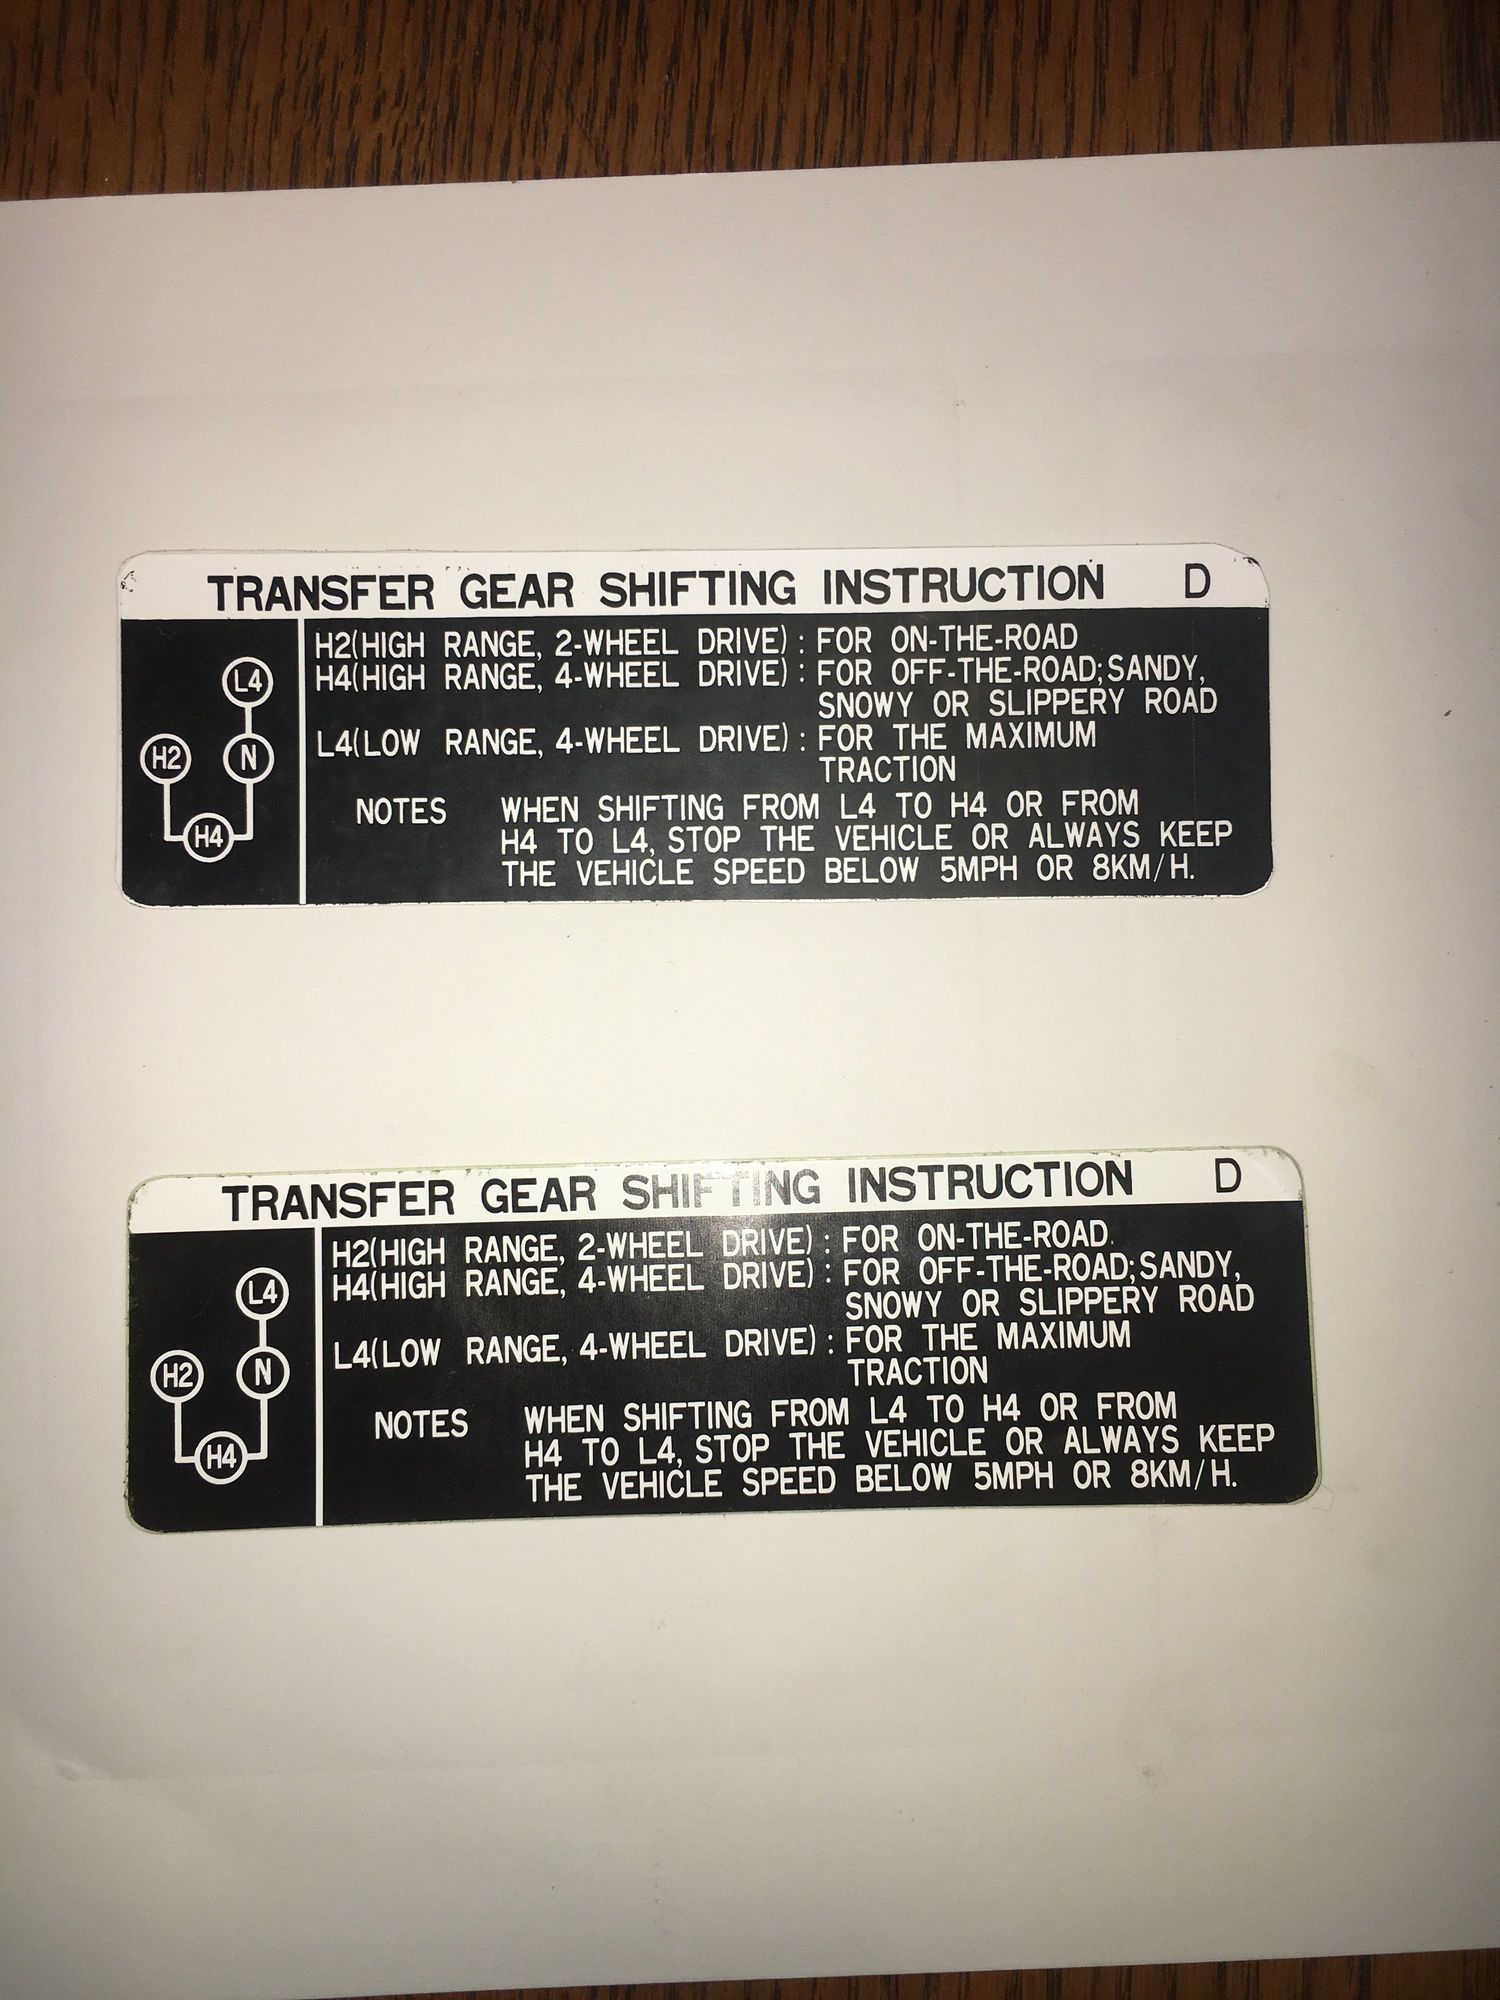 TRANSFER GEAR SHIFTING INSTRUCTION D
H2(HIGH RANGE, 2-WHEEL DRIVE) : FOR ON-THE-ROAD
H4(HIGH RANGE, 4-WHEEL DRIVE) : FOR OFF-THE-ROAD;SANDY,
SNOWY OR SLIPPERY ROAD
L4(LOW RANGE, 4-WHEEL DRIVE) : FOR THE MAXIMUM
TRACTION
NOTES WHEN SHIFTING FROM L4 TO H4 OR FROM
H4 TO L4, STOP THE VEHICLE OR ALWAYS KEEP
THE VEHICLE SPEED BELOW 5MPH OR 8KM/H.
L4
H2 N
H4
TRANSFER GEAR SHIFTING INSTRUCTION D
H2(HIGH RANGE, 2-WHEEL DRIVE) : FOR ON-THE-ROAD.
H4(HIGH RANGE, 4-WHEEL DRIVE) : FOR OFF-THE-ROAD;SANDY,
SNOWY OR SLIPPERY ROAD
L4(LOW RANGE, 4-WHEEL DRIVE) : FOR THE MAXIMUM
TRACTION
NOTES WHEN SHIFTING FROM L4 TO H4 OR FROM
H4 TO L4, STOP THE VEHICLE OR ALWAYS KEEP
THE VEHICLE SPEED BELOW 5MPH OR 8KM/H.
L4
H2 N
H4